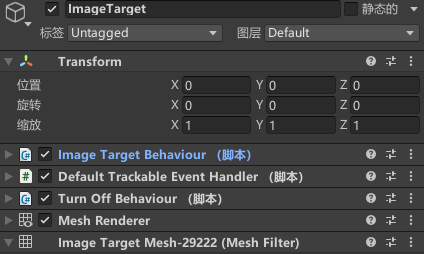 ImageTarget 静态的
标签 Untagged 图层 Default
Transform
位置 X 0 Y 0 Z 0
旋转 X 0 Y 0 Z 0
缩放 X 1 Y 1 Z 1
Image Target Behaviour （脚本）
Default Trackable Event Handler （脚本）
Turn Off Behaviour （脚本）
Mesh Renderer
Image Target Mesh-29222 (Mesh Filter)